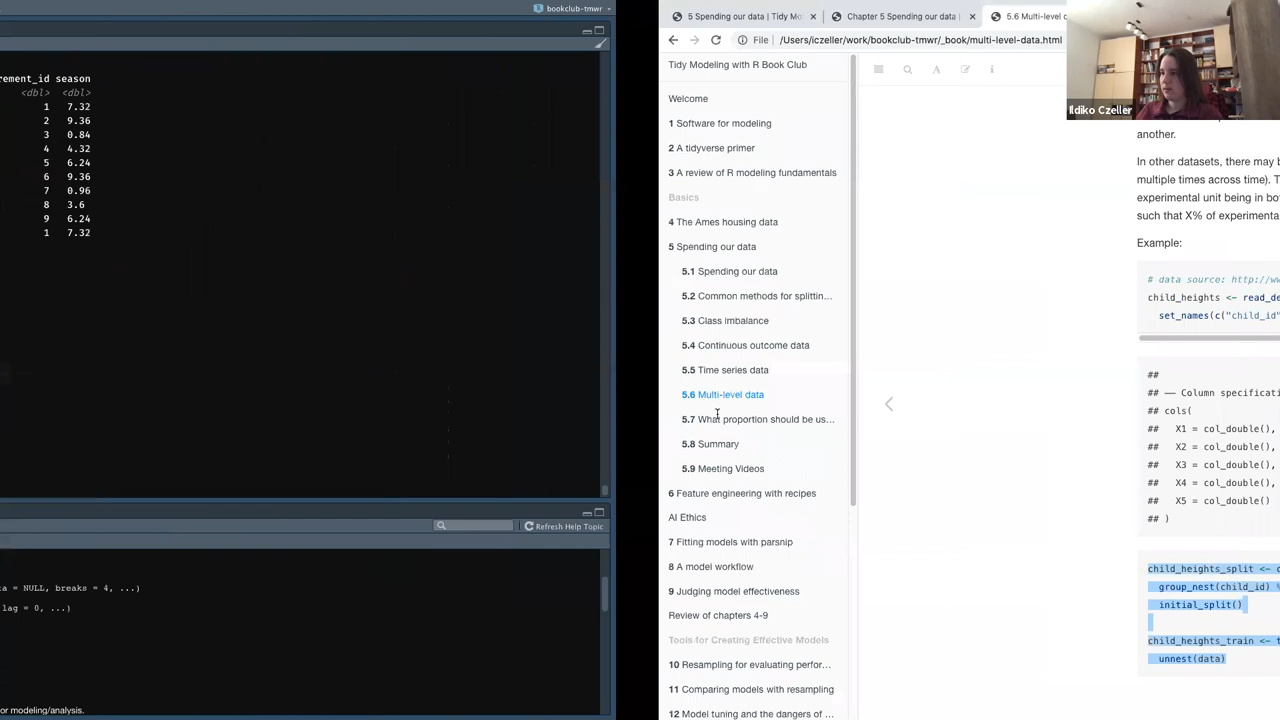 bookclub-tmwr
rement_id season
<dbl> <dbl>
1 7.32
2 9.36
3 0.84
4 4.32
5 6.24
6 9.36
7 0.96
8 3.6
9 6.24
1 7.32
Refresh Help Topic
ta = NULL, breaks = 4, ...)
lag = 0, ...)
or modeling/analysis.
5 Spending our data | Tidy Mo
Chapter 5 Spending our data |
5.6 Multi-level d
File | /Users/iczeller/work/bookclub-tmwr/_book/multi-level-data.html
Ildiko Czeller
Tidy Modeling with R Book Club
Welcome
1 Software for modeling
2 A tidyverse primer
3 A review of R modeling fundamentals
Basics
4 The Ames housing data
5 Spending our data
5.1 Spending our data
5.2 Common methods for splittin…
5.3 Class imbalance
5.4 Continuous outcome data
5.5 Time series data
5.6 Multi-level data
5.7 What proportion should be us…
5.8 Summary
5.9 Meeting Videos
6 Feature engineering with recipes
AI Ethics
7 Fitting models with parsnip
8 A model workflow
9 Judging model effectiveness
Review of chapters 4-9
Tools for Creating Effective Models
10 Resampling for evaluating perfor…
11 Comparing models with resampling
12 Model tuning and the dangers of …
another.
In other datasets, there may b
multiple times across time). T
experimental unit being in bo
such that X% of experimenta
Example:
# data source: http://ww
child_heights <- read_de
set_names(c("child_id"
##
## –– Column specificati
## cols(
## X1 = col_double(),
## X2 = col_double(),
## X3 = col_double(),
## X4 = col_double(),
## X5 = col_double()
## )
child_heights_split <- c
group_nest(child_id) %
initial_split()
child_heights_train <- t
unnest(data)